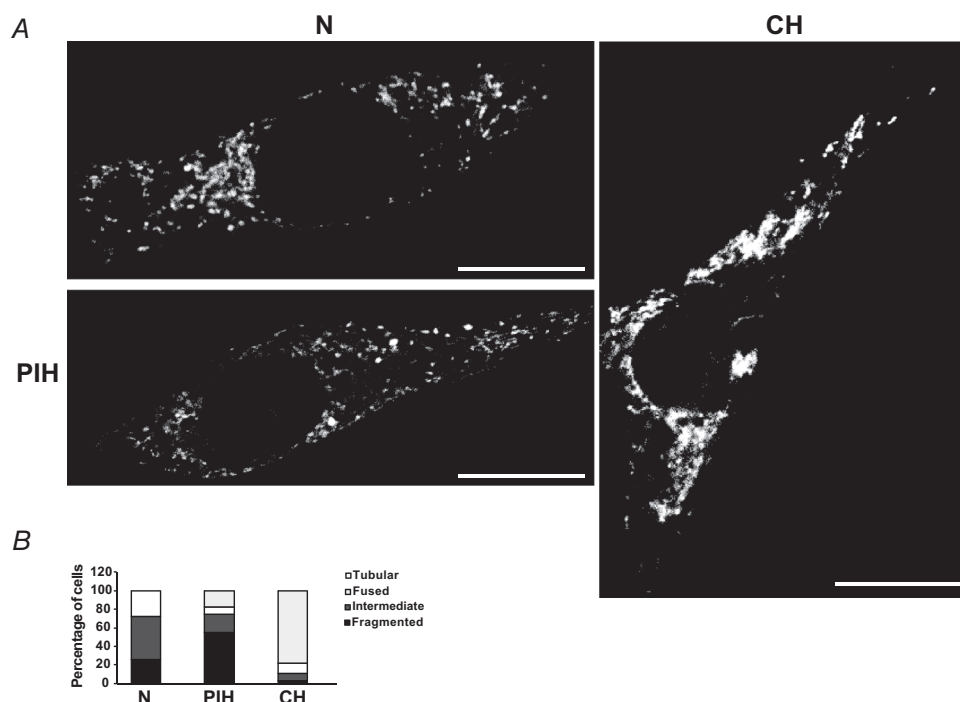 A
N
CH
PIH
B
Percentage of cells
120
100
80
60
40
20
0
N
PIH
CH
Tubular
Fused
Intermediate
Fragmented